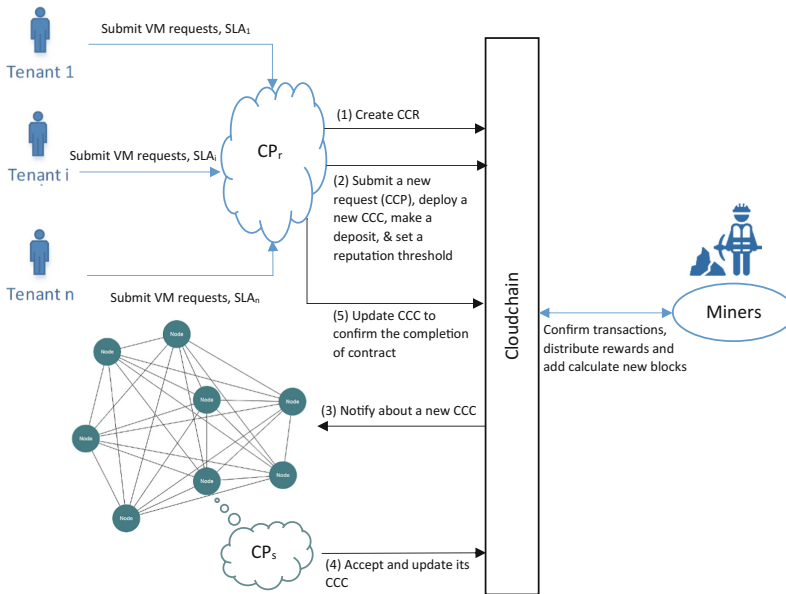 Submit VM requests, SLA1
Tenant 1
(1) Create CCR
Submit VM requests, SLAi
CPr
Tenant i
(2) Submit a new
request (CCP), deploy a
new CCC, make a
deposit, & set a
reputation threshold
Tenant n
Submit VM requests, SLAn
(5) Update CCC to
confirm the completion
of contract
Cloudchain
Miners
Confirm transactions,
distribute rewards and
add calculate new blocks
Node
Node
Node
Node
Node
Node
Node
Node
(3) Notify about a new CCC
CPs
(4) Accept and update its
CCC